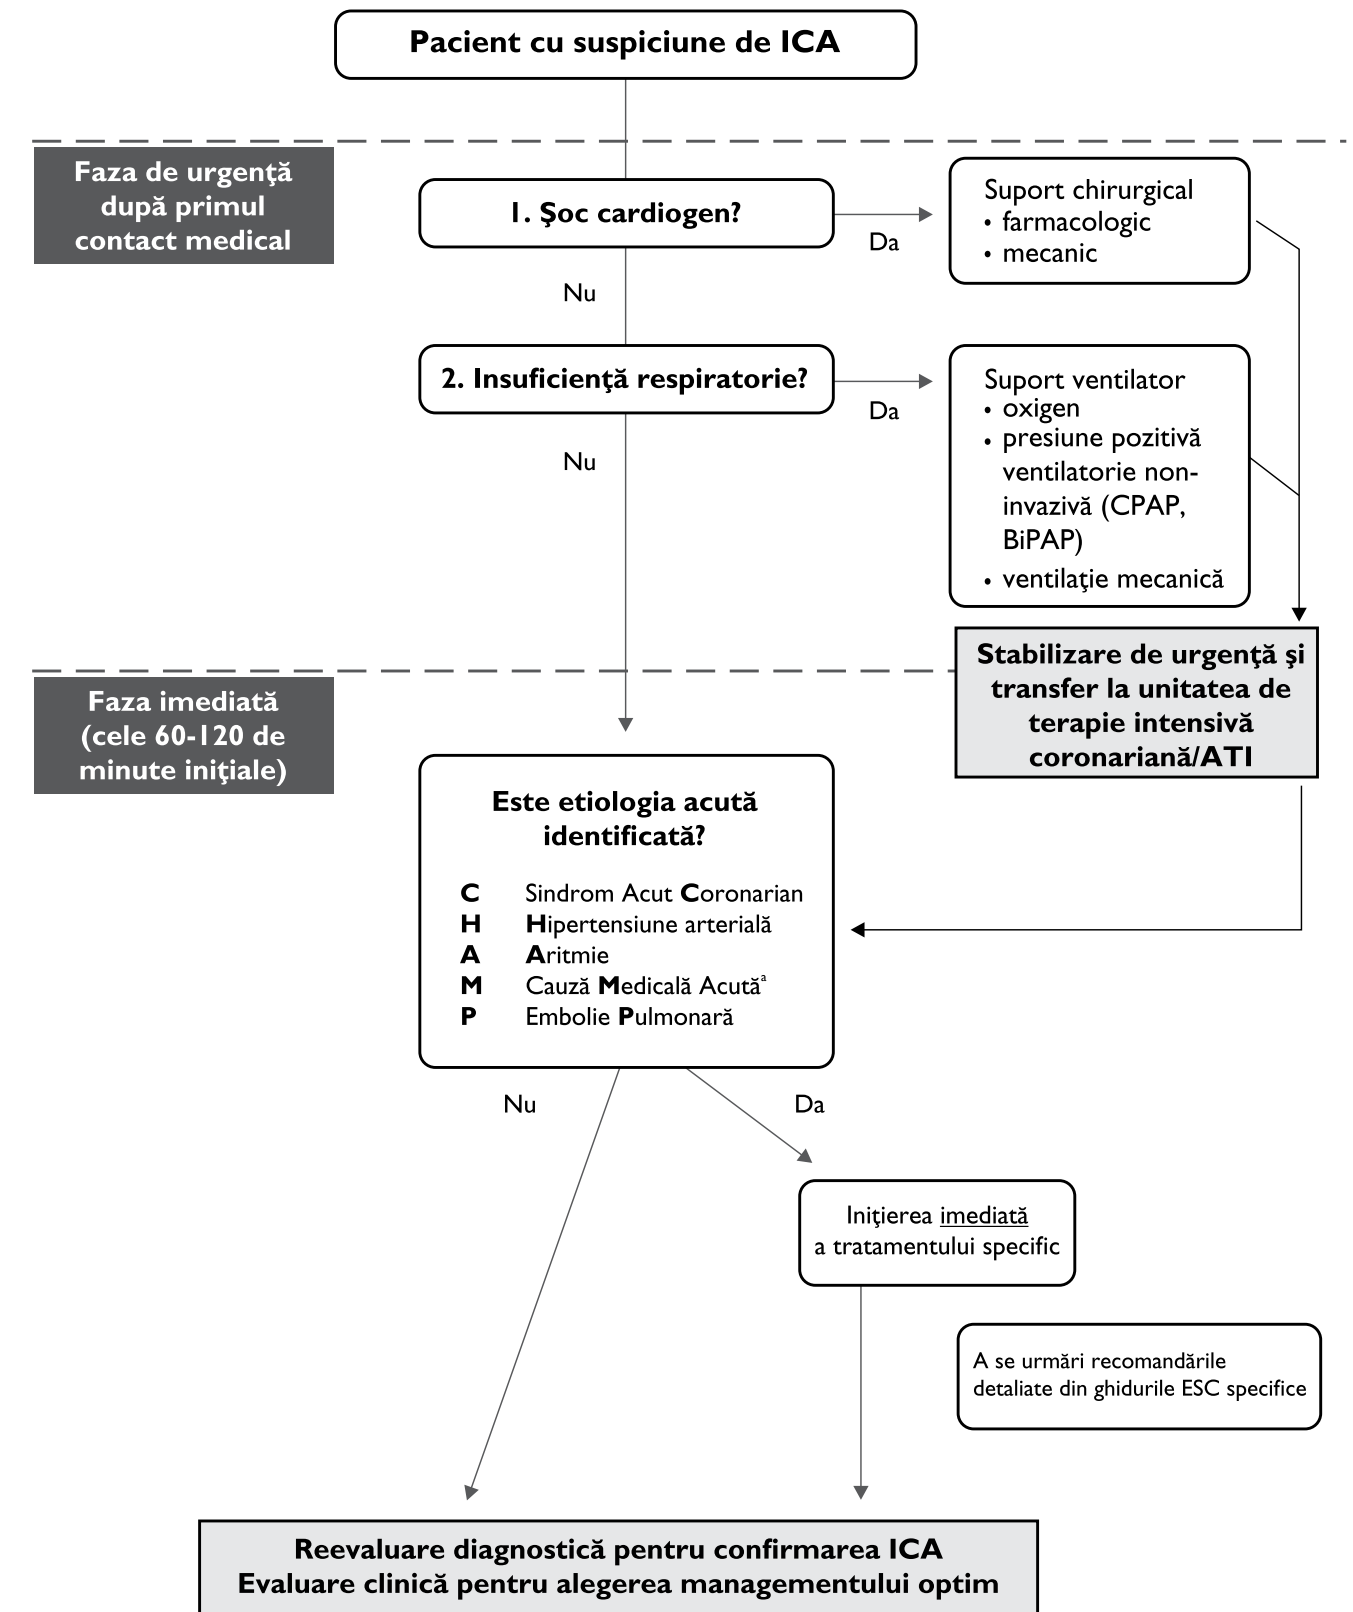 Pacient cu suspiciune de ICA
Faza de urgenţă
după primul
contact medical
1. Şoc cardiogen?
Da
Suport chirurgical
• farmacologic
• mecanic
Nu
2. Insuficienţă respiratorie?
Da
Suport ventilator
• oxigen
• presiune pozitivă
ventilatorie non-
invazivă (CPAP,
BiPAP)
• ventilaţie mecanică
Nu
Stabilizare de urgenţă şi
transfer la unitatea de
terapie intensivă
coronariană/ATI
Faza imediată
(cele 60-120 de
minute iniţiale)
Este etiologia acută
identificată?
C Sindrom Acut Coronarian
H Hipertensiune arterială
A Aritmie
M Cauză Medicală Acutăª
P Embolie Pulmonară
Nu
Da
Iniţierea imediată
a tratamentului specific
A se urmări recomandările
detaliate din ghidurile ESC specifice
Reevaluare diagnostică pentru confirmarea ICA
Evaluare clinică pentru alegerea managementului optim